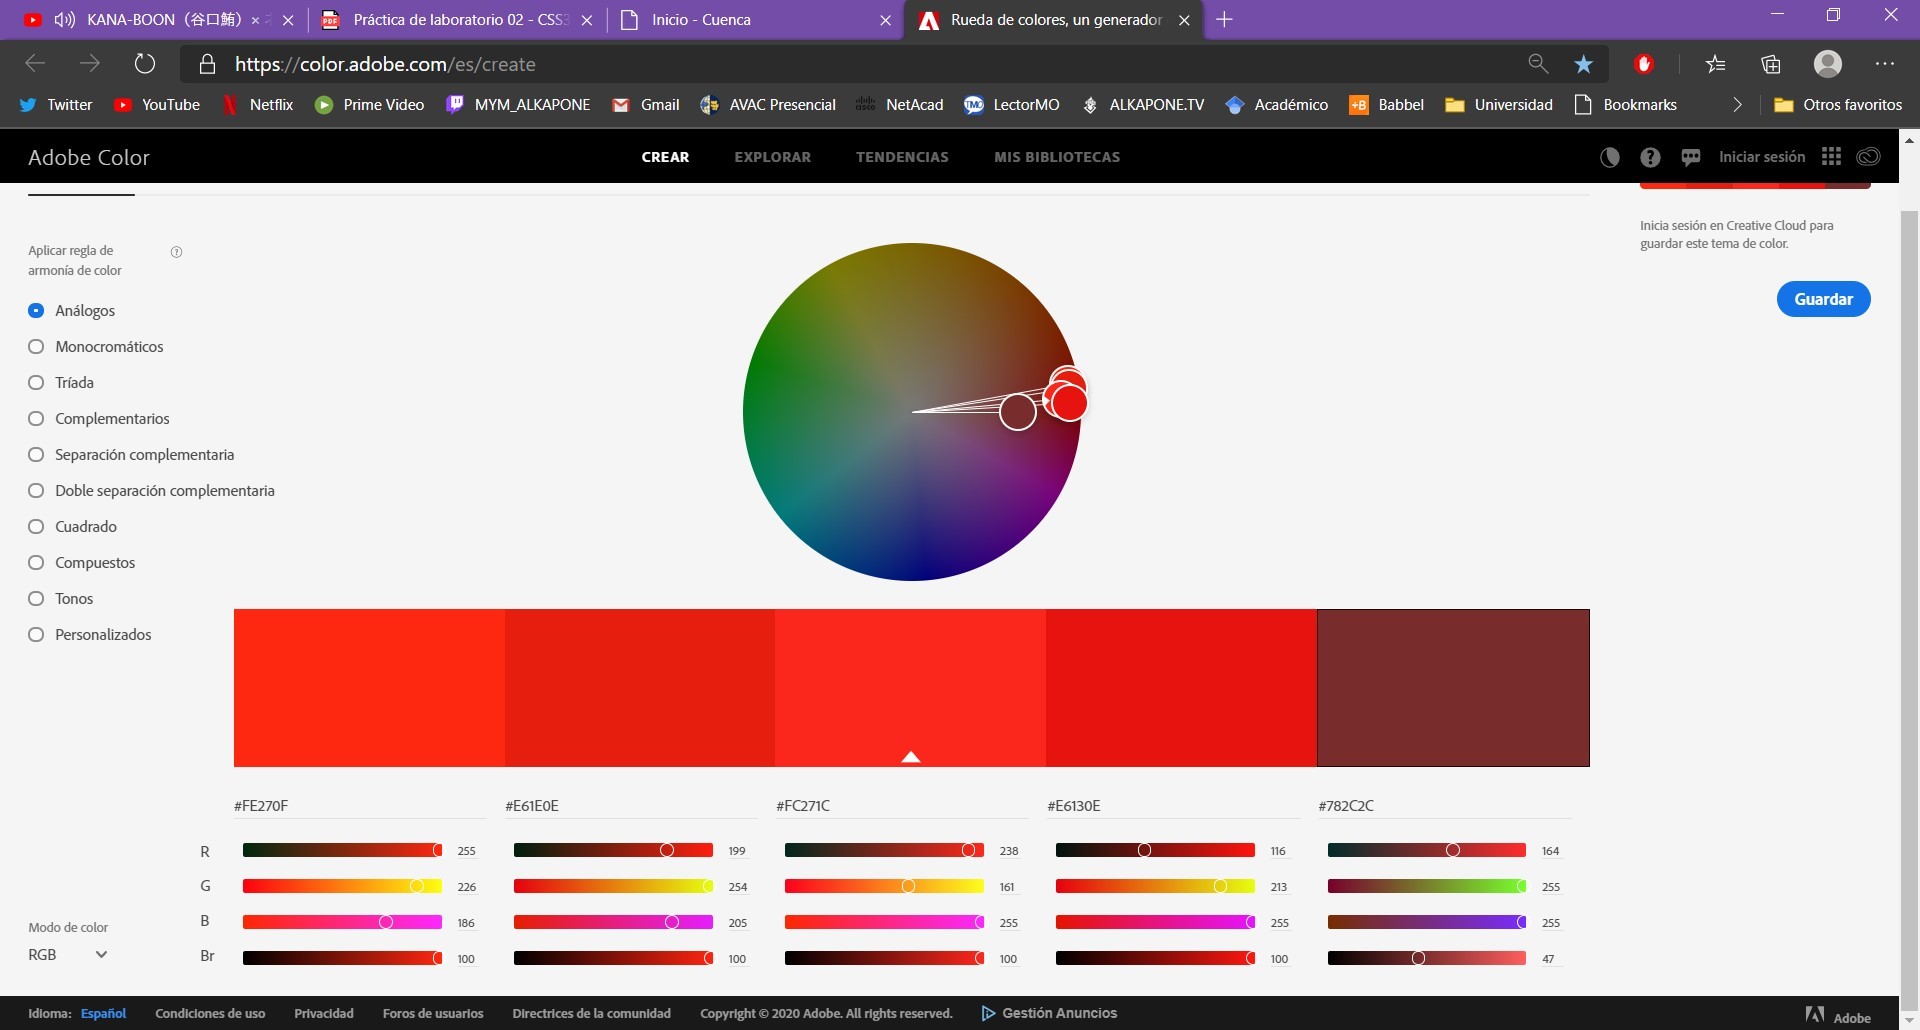 KANA-BOON（谷口鮪）×
Práctica de laboratorio 02 - CSS3
Inicio - Cuenca
Rueda de colores, un generador
https://color.adobe.com/es/create
Twitter
YouTube
Netflix
Prime Video
MYM_ALKAPONE
Gmail
AVAC Presencial
NetAcad
LectorMO
ALKAPONE.TV
Académico
Babbel
Universidad
Bookmarks
Otros favoritos
Adobe Color
CREAR
EXPLORAR
TENDENCIAS
MIS BIBLIOTECAS
Iniciar sesión
Inicia sesión en Creative Cloud para
guardar este tema de color.
Guardar
Aplicar regla de
armonía de color
Análogos
Monocromáticos
Tríada
Complementarios
Separación complementaria
Doble separación complementaria
Cuadrado
Compuestos
Tonos
Personalizados
#FE270F
#E61E0E
#FC271C
#E6130E
#782C2C
R 255 199 238 116 164
G 226 254 161 213 255
B 186 205 255 255 255
Br 100 100 100 100 47
Modo de color
RGB
Idioma: Español
Condiciones de uso
Privacidad
Foros de usuarios
Directrices de la comunidad
Copyright © 2020 Adobe. All rights reserved.
Gestión Anuncios
Adobe